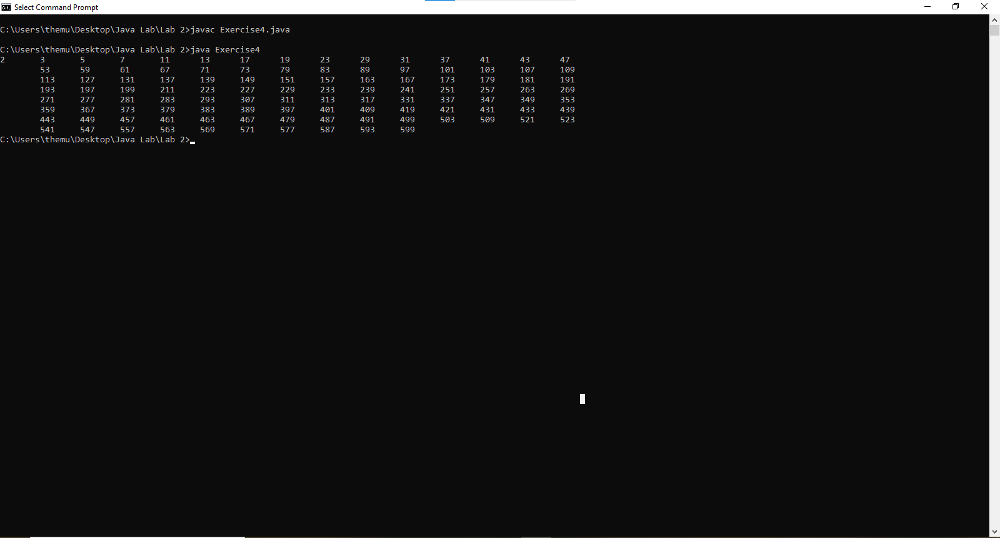 Select Command Prompt
C:\Users\themu\Desktop\Java Lab\Lab 2>javac Exercise4.java
C:\Users\themu\Desktop\Java Lab\Lab 2>java Exercise4
2 3 5 7 11 13 17 19 23 29 31 37 41 43 47
53 59 61 67 71 73 79 83 89 97 101 103 107 109
113 127 131 137 139 149 151 157 163 167 173 179 181 191
193 197 199 211 223 227 229 233 239 241 251 257 263 269
271 277 281 283 293 307 311 313 317 331 337 347 349 353
359 367 373 379 383 389 397 401 409 419 421 431 433 439
443 449 457 461 463 467 479 487 491 499 503 509 521 523
541 547 557 563 569 571 577 587 593 599
C:\Users\themu\Desktop\Java Lab\Lab 2>